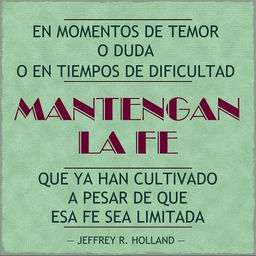 EN MOMENTOS DE TEMOR
O DUDA
O EN TIEMPOS DE DIFICULTAD
MANTENGAN
LA FE
QUE YA HAN CULTIVADO
A PESAR DE QUE
ESA FE SEA LIMITADA
— JEFFREY R. HOLLAND —